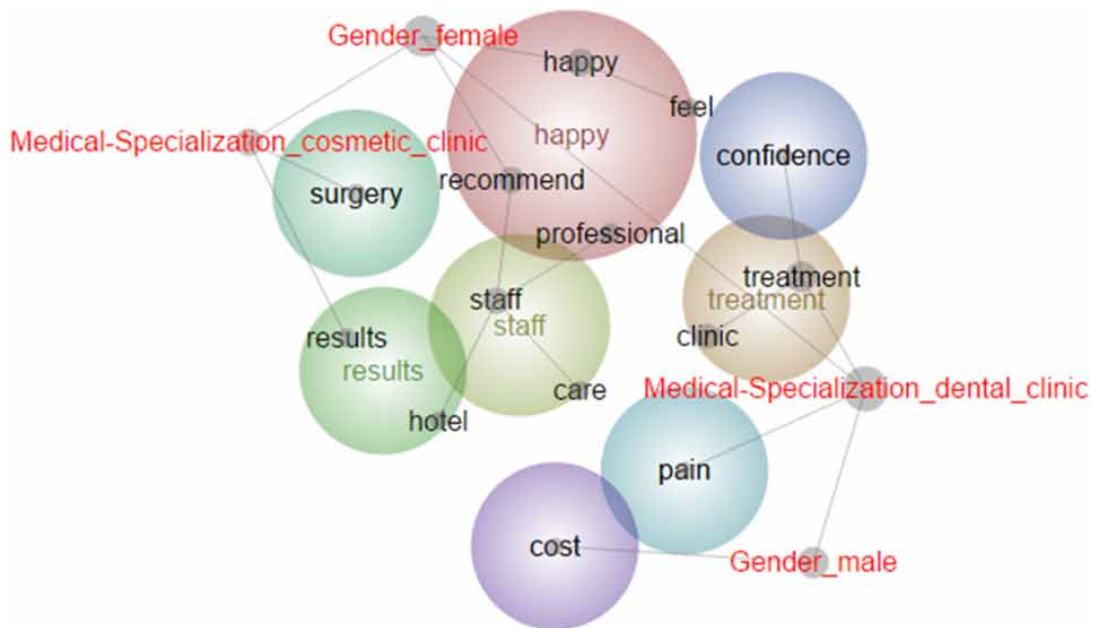 Gender_female
happy
feel
happy
Medical-Specialization_cosmetic_clinic
confidence
surgery
recommend
professional
treatment
staff
treatment
staff
clinic
results
results
care
Medical-Specialization_dental_clinic
hotel
pain
cost
Gender_male